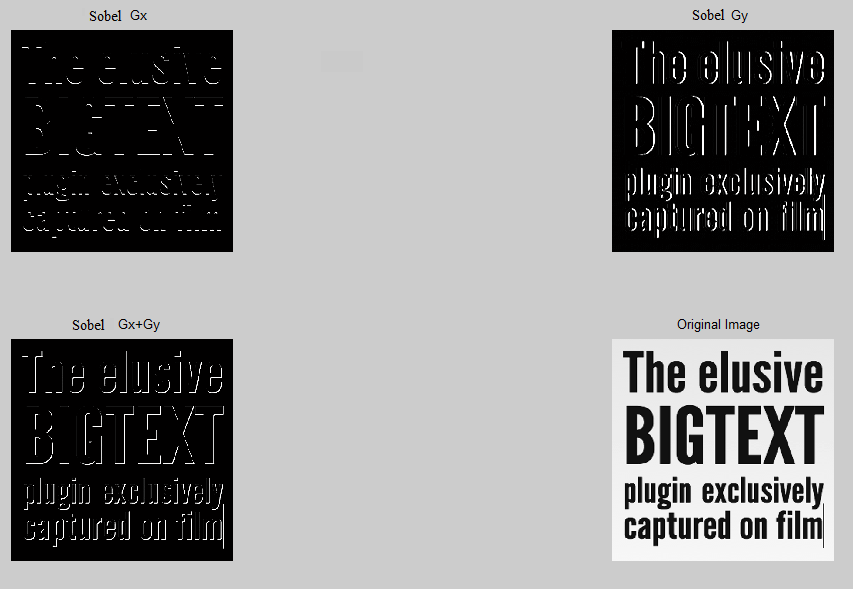 Sobel Gx
Sobel Gy
The elusive
BIGTEXT
plugin exclusively
captured on film
The elusive
BIGTEXT
plugin exclusively
captured on film
Sobel Gx+Gy
Original Image
The elusive
BIGTEXT
plugin exclusively
captured on film
The elusive
BIGTEXT
plugin exclusively
captured on film